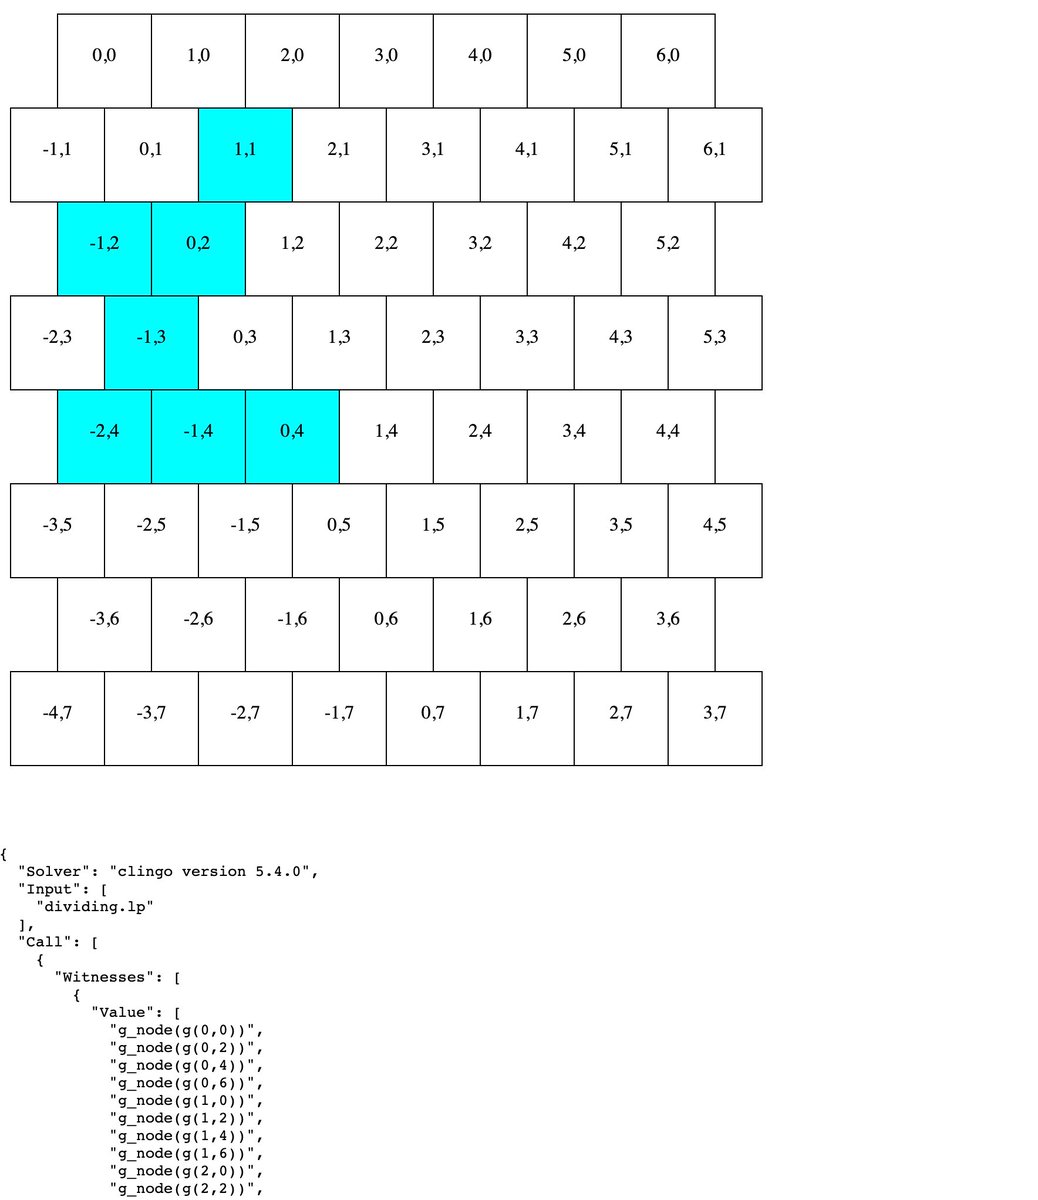 0,0 1,0 2,0 3,0 4,0 5,0 6,0
-1,1 0,1 1,1 2,1 3,1 4,1 5,1 6,1
-1,2 0,2 1,2 2,2 3,2 4,2 5,2
-2,3 -1,3 0,3 1,3 2,3 3,3 4,3 5,3
-2,4 -1,4 0,4 1,4 2,4 3,4 4,4
-3,5 -2,5 -1,5 0,5 1,5 2,5 3,5 4,5
-3,6 -2,6 -1,6 0,6 1,6 2,6 3,6
-4,7 -3,7 -2,7 -1,7 0,7 1,7 2,7 3,7
{
  "Solver": "clingo version 5.4.0",
  "Input": [
    "dividing.lp"
  ],
  "Call": [
    {
      "Witnesses": [
        {
          "Value": [
            "g_node(g(0,0))",
            "g_node(g(0,2))",
            "g_node(g(0,4))",
            "g_node(g(0,6))",
            "g_node(g(1,0))",
            "g_node(g(1,2))",
            "g_node(g(1,4))",
            "g_node(g(1,6))",
            "g_node(g(2,0))",
            "g_node(g(2,2))",